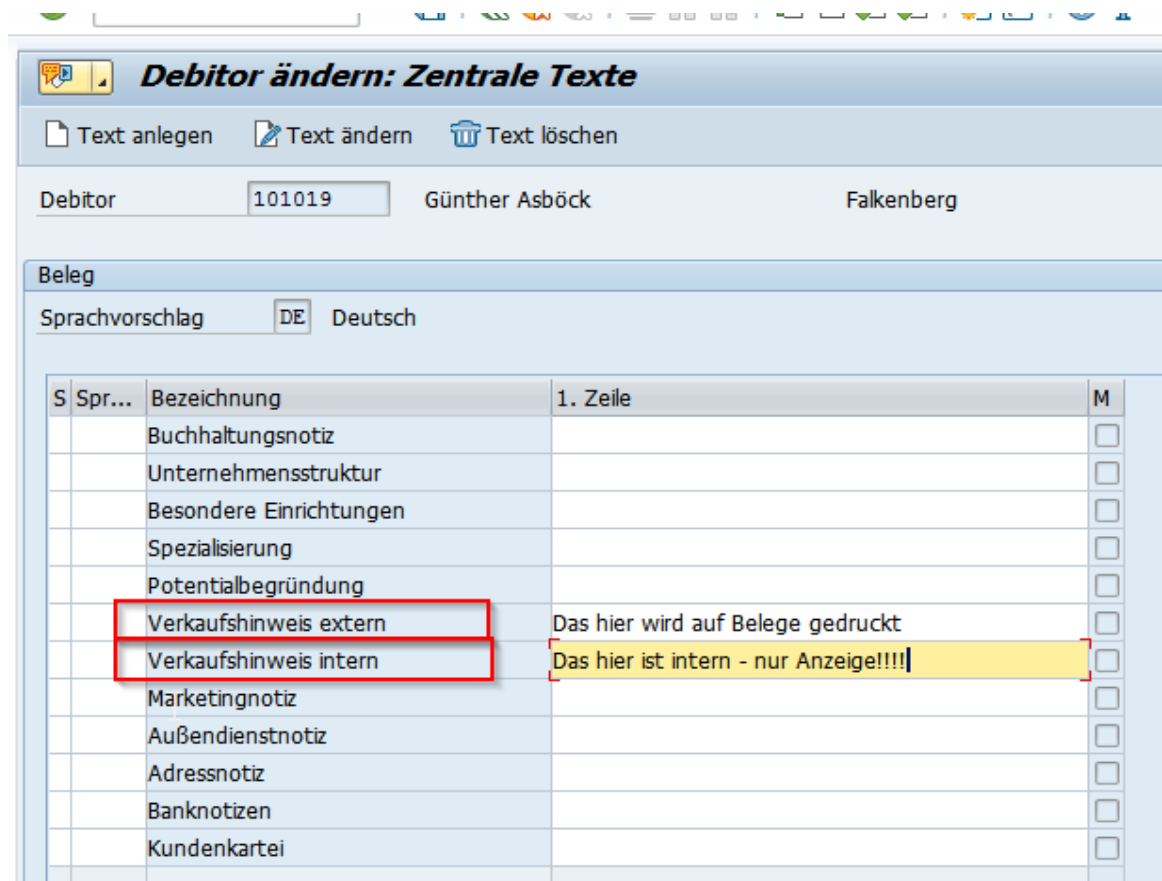 Debitor ändern: Zentrale Texte
Text anlegen Text ändern Text löschen
Debitor 101019 Günther Asböck Falkenberg
Beleg
Sprachvorschlag DE Deutsch
S Spr... Bezeichnung 1. Zeile M
Buchhaltungsnotiz
Unternehmensstruktur
Besondere Einrichtungen
Spezialisierung
Potentialbegründung
Verkaufshinweis extern Das hier wird auf Belege gedruckt
Verkaufshinweis intern Das hier ist intern - nur Anzeige!!!!
Marketingnotiz
Außendienstnotiz
Adressnotiz
Banknotizen
Kundenkartei